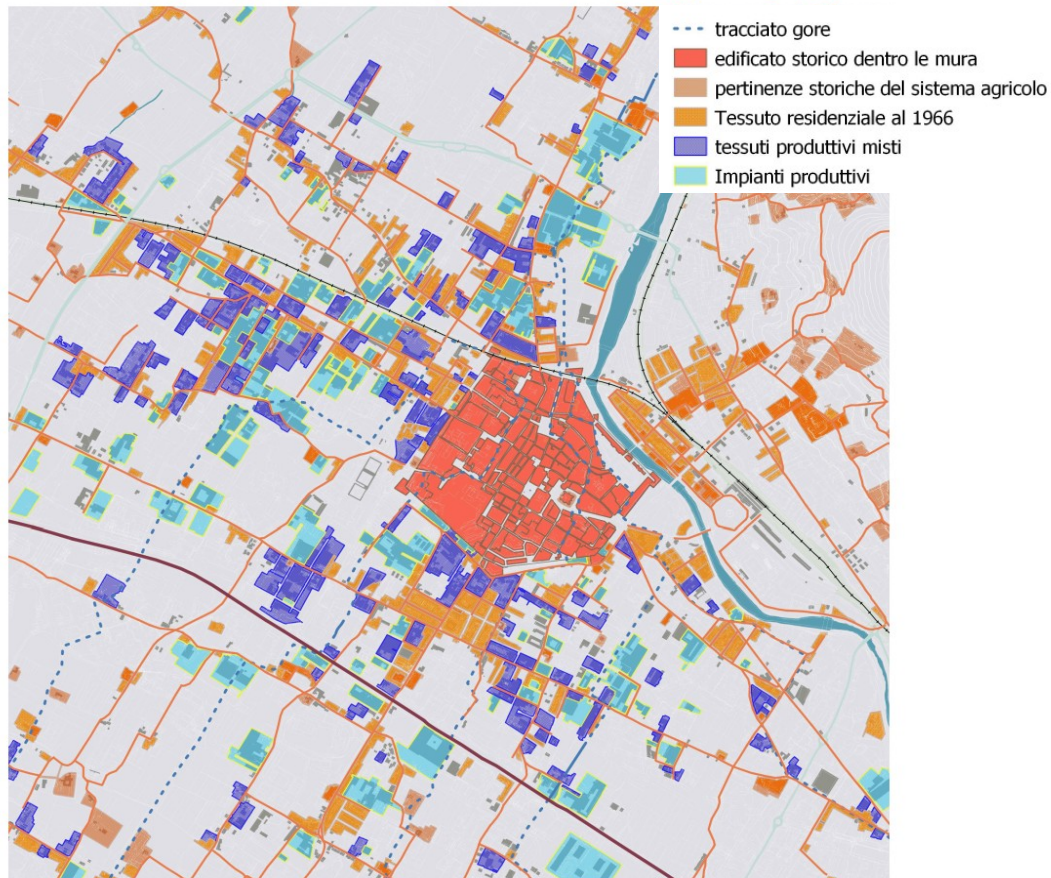 tracciato gore
edificato storico dentro le mura
pertinenze storiche del sistema agricolo
Tessuto residenziale al 1966
tessuti produttivi misti
Impianti produttivi